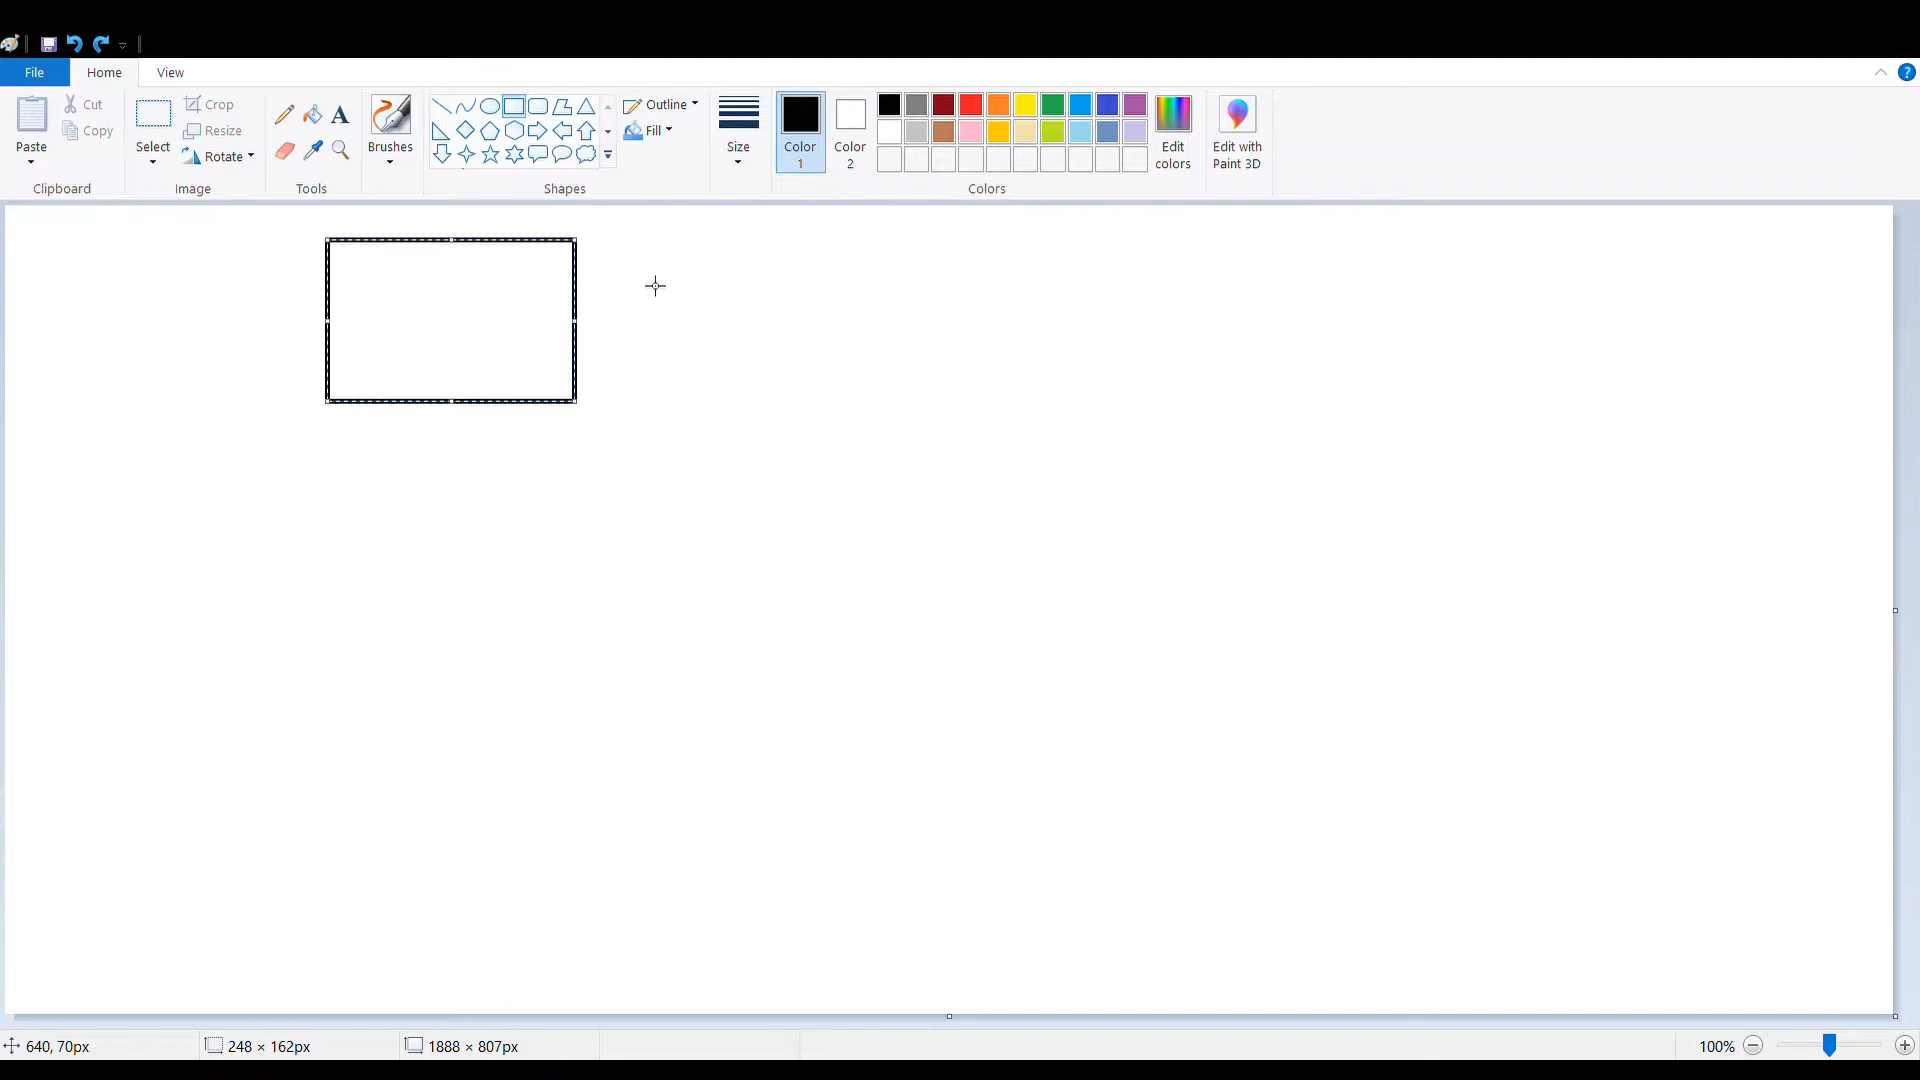 File Home View ?
Cut Crop A Outline
Copy Resize Fill
Paste Select Rotate Brushes Size Color 1 Color 2 Edit colors Edit with Paint 3D
Clipboard Image Tools Shapes Colors
640, 70px 248 × 162px 1888 × 807px 100%